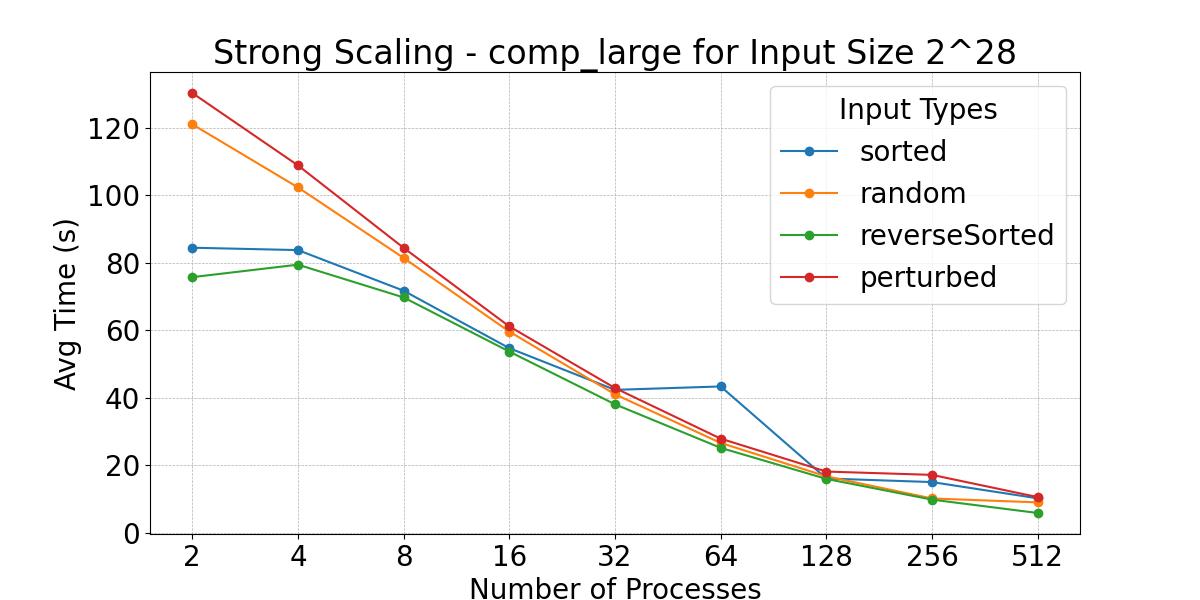 Strong Scaling - comp_large for Input Size 2^28
Input Types
sorted
random
reverseSorted
perturbed
Avg Time (s)
120
100
80
60
40
20
0
2 4 8 16 32 64 128 256 512
Number of Processes